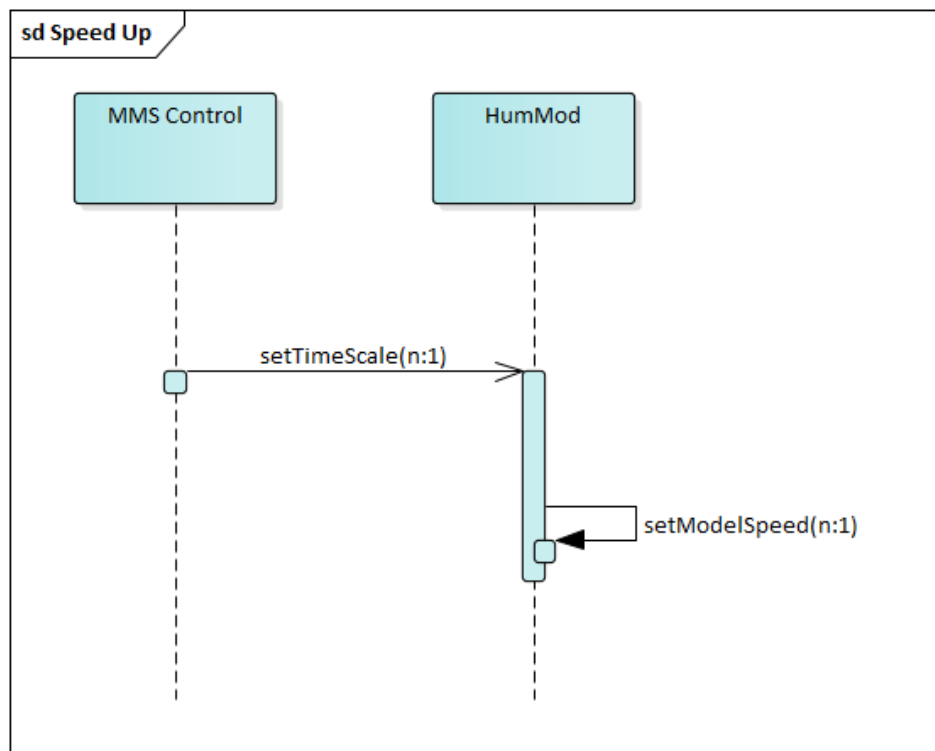 sd Speed Up
MMS Control
HumMod
setTimeScale(n:1)
setModelSpeed(n:1)